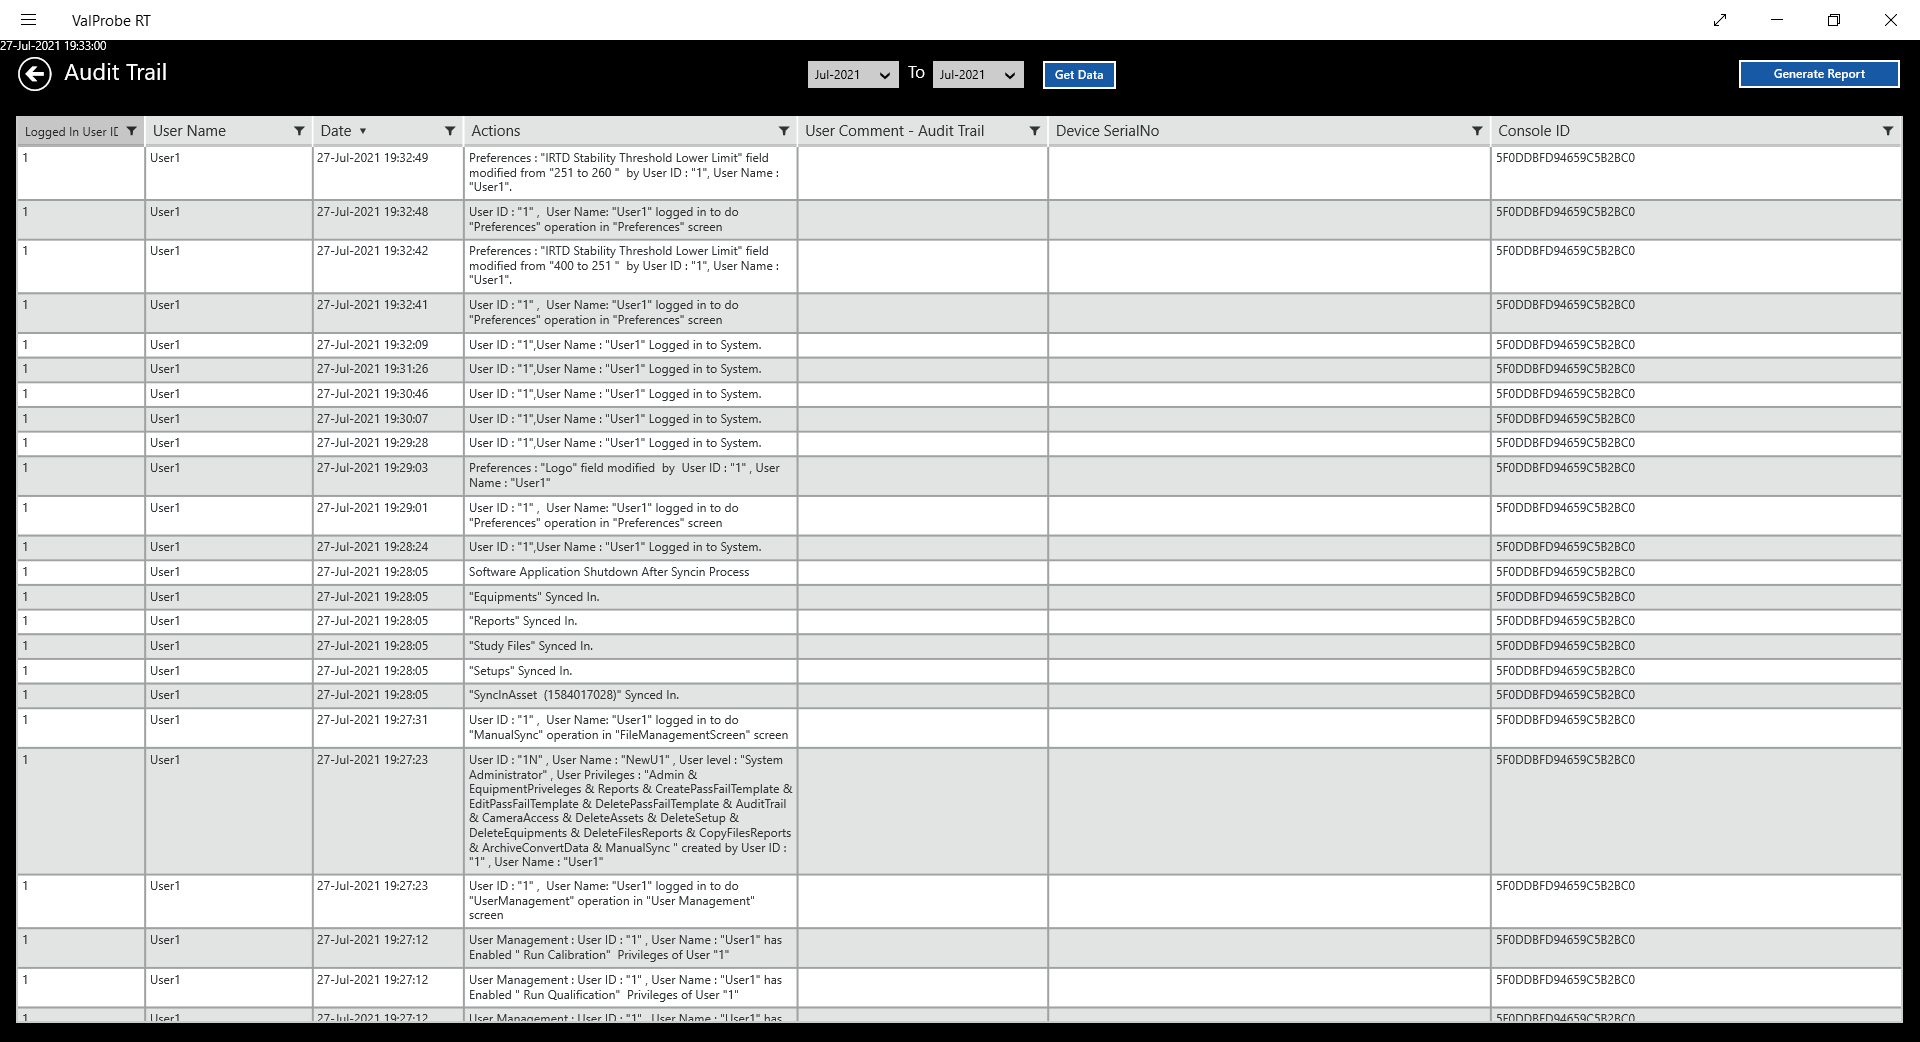 ValProbe RT
27-Jul-2021 19:33:00
Audit Trail
Jul-2021 To Jul-2021 Get Data Generate Report
Logged In User ID User Name Date Actions User Comment - Audit Trail Device SerialNo Console ID
1 User1 27-Jul-2021 19:32:49 Preferences : "IRTD Stability Threshold Lower Limit" field 5F0DDBFD94659C5B2BC0
modified from "251 to 260 " by User ID : "1", User Name :
"User1".
1 User1 27-Jul-2021 19:32:48 User ID : "1" , User Name: "User1" logged in to do 5F0DDBFD94659C5B2BC0
"Preferences" operation in "Preferences" screen
1 User1 27-Jul-2021 19:32:42 Preferences : "IRTD Stability Threshold Lower Limit" field 5F0DDBFD94659C5B2BC0
modified from "400 to 251 " by User ID : "1", User Name :
"User1".
1 User1 27-Jul-2021 19:32:41 User ID : "1" , User Name: "User1" logged in to do 5F0DDBFD94659C5B2BC0
"Preferences" operation in "Preferences" screen
1 User1 27-Jul-2021 19:32:09 User ID : "1",User Name : "User1" Logged in to System. 5F0DDBFD94659C5B2BC0
1 User1 27-Jul-2021 19:31:26 User ID : "1",User Name : "User1" Logged in to System. 5F0DDBFD94659C5B2BC0
1 User1 27-Jul-2021 19:30:46 User ID : "1",User Name : "User1" Logged in to System. 5F0DDBFD94659C5B2BC0
1 User1 27-Jul-2021 19:30:07 User ID : "1",User Name : "User1" Logged in to System. 5F0DDBFD94659C5B2BC0
1 User1 27-Jul-2021 19:29:28 User ID : "1",User Name : "User1" Logged in to System. 5F0DDBFD94659C5B2BC0
1 User1 27-Jul-2021 19:29:03 Preferences : "Logo" field modified by User ID : "1" , User 5F0DDBFD94659C5B2BC0
Name : "User1"
1 User1 27-Jul-2021 19:29:01 User ID : "1" , User Name: "User1" logged in to do 5F0DDBFD94659C5B2BC0
"Preferences" operation in "Preferences" screen
1 User1 27-Jul-2021 19:28:24 User ID : "1",User Name : "User1" Logged in to System. 5F0DDBFD94659C5B2BC0
1 User1 27-Jul-2021 19:28:05 Software Application Shutdown After Syncin Process 5F0DDBFD94659C5B2BC0
1 User1 27-Jul-2021 19:28:05 "Equipments" Synced In. 5F0DDBFD94659C5B2BC0
1 User1 27-Jul-2021 19:28:05 "Reports" Synced In. 5F0DDBFD94659C5B2BC0
1 User1 27-Jul-2021 19:28:05 "Study Files" Synced In. 5F0DDBFD94659C5B2BC0
1 User1 27-Jul-2021 19:28:05 "Setups" Synced In. 5F0DDBFD94659C5B2BC0
1 User1 27-Jul-2021 19:28:05 "SyncInAsset (1584017028)" Synced In. 5F0DDBFD94659C5B2BC0
1 User1 27-Jul-2021 19:27:31 User ID : "1" , User Name: "User1" logged in to do 5F0DDBFD94659C5B2BC0
"ManualSync" operation in "FileManagementScreen" screen
1 User1 27-Jul-2021 19:27:23 User ID : "1N" , User Name : "NewU1" , User level : "System 5F0DDBFD94659C5B2BC0
Administrator" , User Privileges : "Admin &
EquipmentPriveleges & Reports & CreatePassFailTemplate &
EditPassFailTemplate & DeletePassFailTemplate & AuditTrail
& CameraAccess & DeleteAssets & DeleteSetup &
DeleteEquipments & DeleteFilesReports & CopyFilesReports
& ArchiveConvertData & ManualSync " created by User ID :
"1" , User Name : "User1"
1 User1 27-Jul-2021 19:27:23 User ID : "1" , User Name: "User1" logged in to do 5F0DDBFD94659C5B2BC0
"UserManagement" operation in "User Management"
screen
1 User1 27-Jul-2021 19:27:12 User Management : User ID : "1" , User Name : "User1" has 5F0DDBFD94659C5B2BC0
Enabled " Run Calibration" Privileges of User "1"
1 User1 27-Jul-2021 19:27:12 User Management : User ID : "1" , User Name : "User1" has 5F0DDBFD94659C5B2BC0
Enabled " Run Qualification" Privileges of User "1"
1 User1 27-Jul-2021 19:27:12 User Management : User ID : "1" , User Name : "User1" has 5F0DDBFD94659C5B2BC0